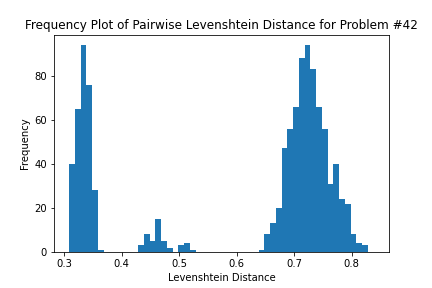 Frequency Plot of Pairwise Levenshtein Distance for Problem #42
Frequency
80
60
40
20
0
0.3 0.4 0.5 0.6 0.7 0.8
Levenshtein Distance